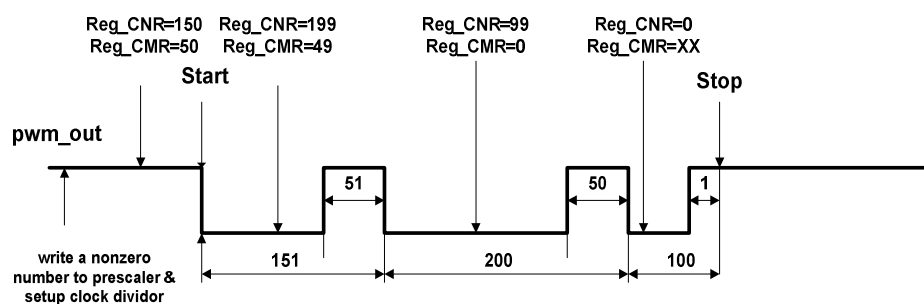 Reg_CNR=150
Reg_CMR=50
Reg_CNR=199
Reg_CMR=49
Reg_CNR=99
Reg_CMR=0
Reg_CNR=0
Reg_CMR=XX
Start
Stop
pwm_out
51
50
1
151
200
100
write a nonzero
number to prescaler &
setup clock dividor